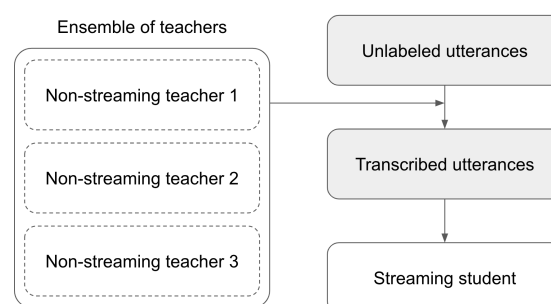 Ensemble of teachers
Non-streaming teacher 1
Non-streaming teacher 2
Non-streaming teacher 3
Unlabeled utterances
Transcribed utterances
Streaming student